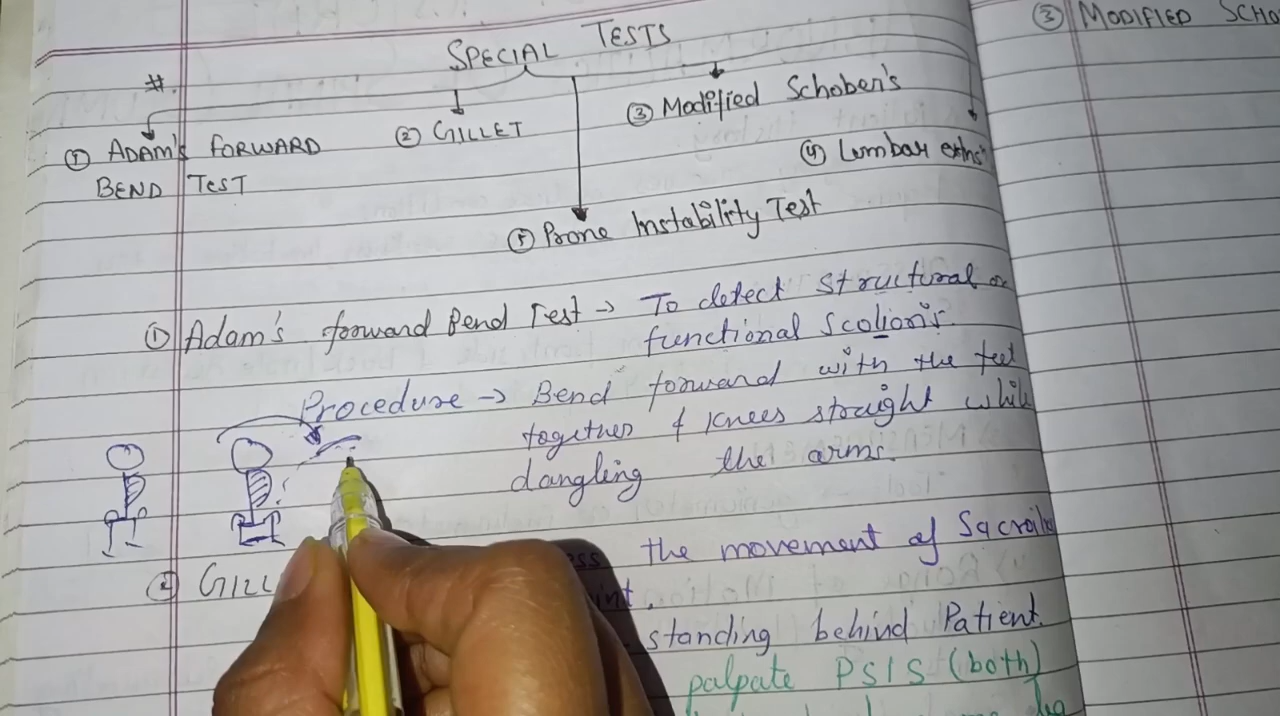 SPECIAL TESTS
#.
① ADAM's FORWARD
BEND TEST
② GILLET
③ Modified Schober's
④ Lumbar
⑤ Prone Instability Test
① Adam's forward Bend Test → To detect structural or
functional Scoliosis.
Procedure → Bend forward with the feet
together & Knees straight while
dangling the arms.
② GILL
the movement of
standing behind Patient.
palpate PSIS (both)
③ MODIFIED SCHO